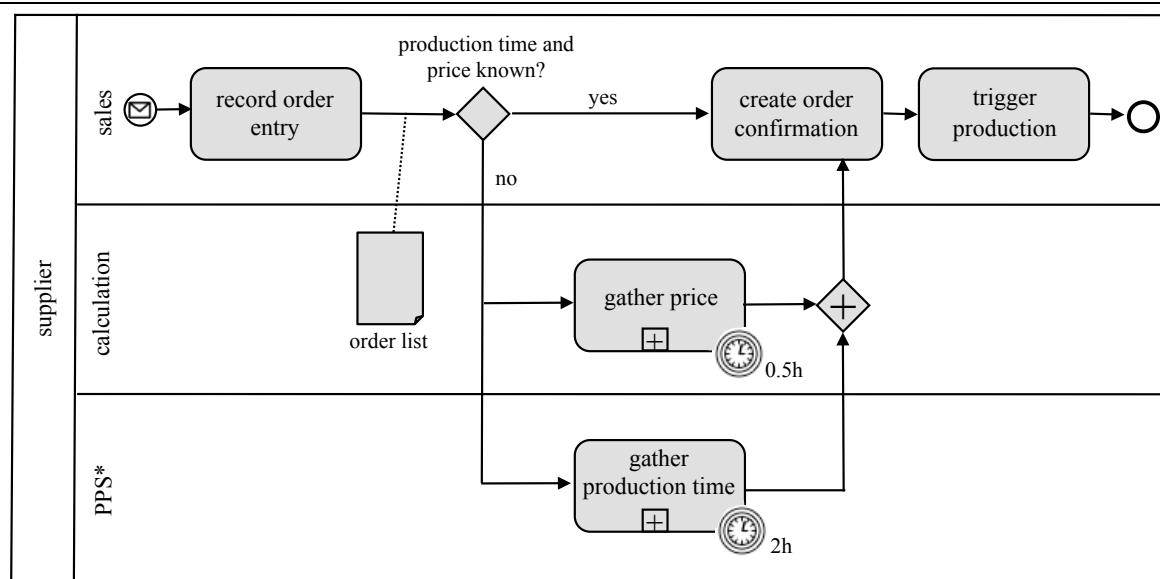 production time and
price known?
sales
record order
entry
yes
create order
confirmation
trigger
production
no
supplier
calculation
order list
gather price
0.5h
PPS*
gather
production time
2h